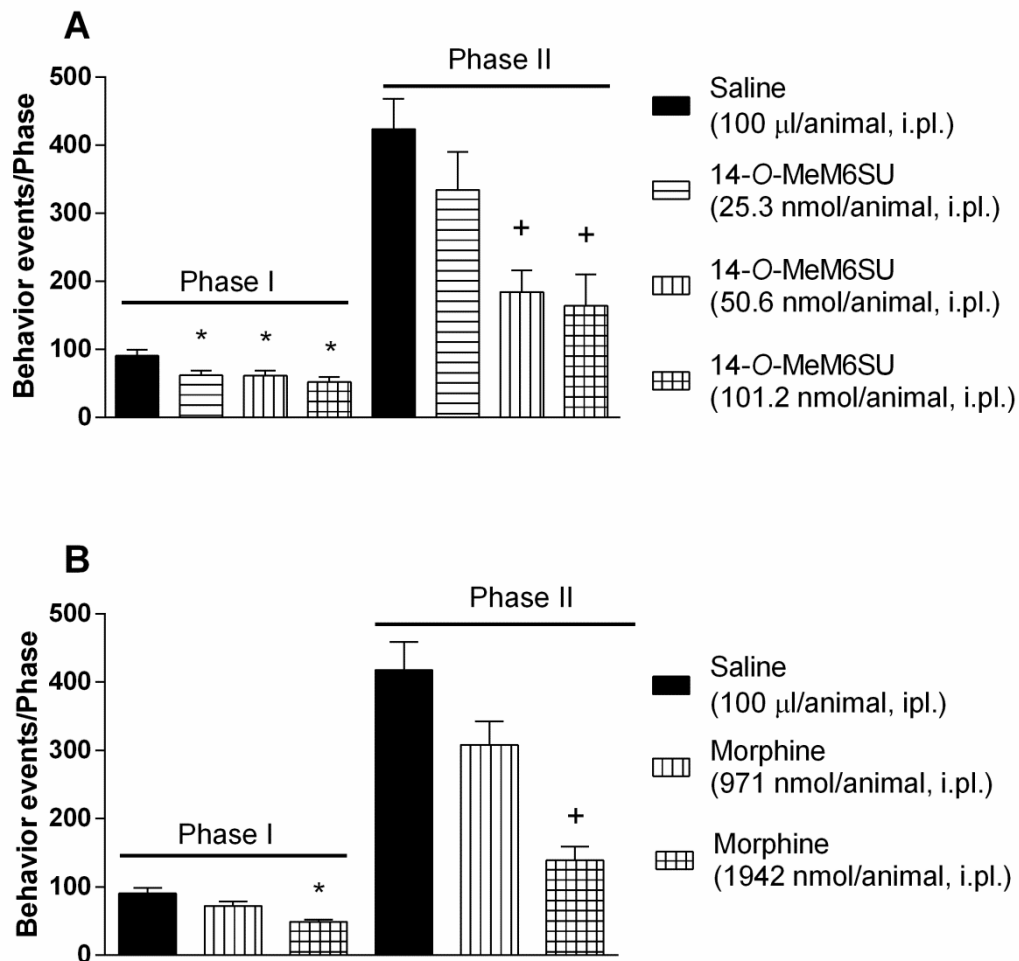 A
Behavior events/Phase
500
400
300
200
100
0
Phase I
Phase II
*
*
*
+
+
Saline
(100 μl/animal, i.pl.)
14-O-MeM6SU
(25.3 nmol/animal, i.pl.)
14-O-MeM6SU
(50.6 nmol/animal, i.pl.)
14-O-MeM6SU
(101.2 nmol/animal, i.pl.)
B
Behavior events/Phase
500
400
300
200
100
0
Phase I
Phase II
*
+
Saline
(100 μl/animal, ipl.)
Morphine
(971 nmol/animal, i.pl.)
Morphine
(1942 nmol/animal, i.pl.)